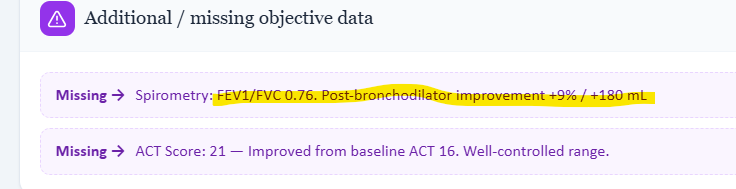 Additional / missing objective data
Missing → Spirometry: FEV1/FVC 0.76. Post-bronchodilator improvement +9% / +180 mL
Missing → ACT Score: 21 — Improved from baseline ACT 16. Well-controlled range.